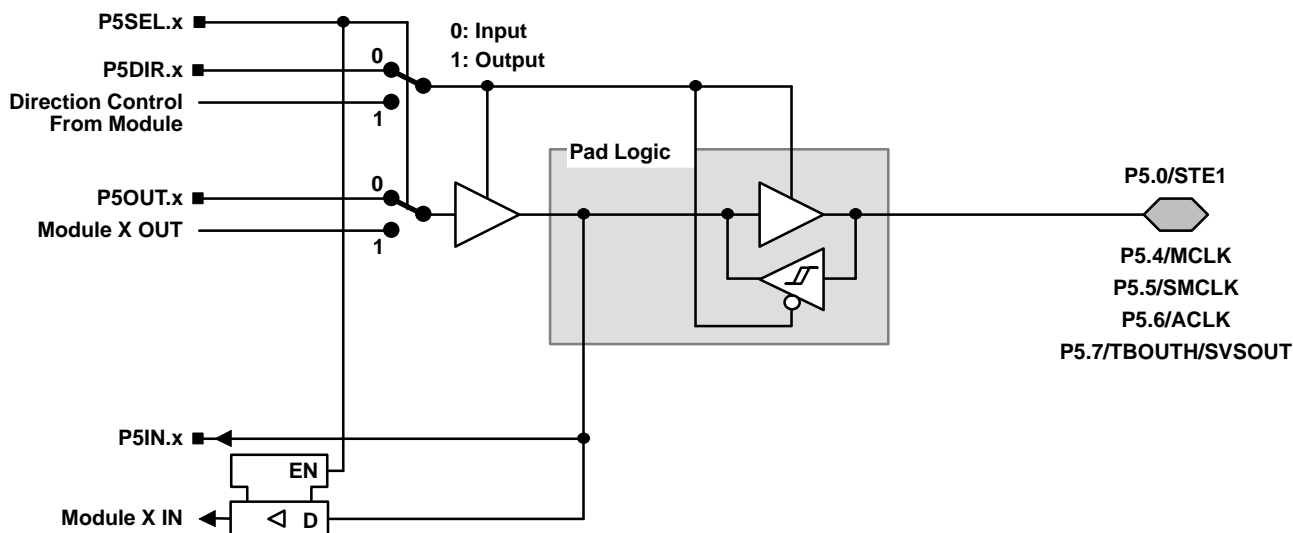 P5SEL.x
0: Input
1: Output
P5DIR.x
0
Direction Control
From Module
1
Pad Logic
P5OUT.x
0
Module X OUT
1
P5.0/STE1
P5.4/MCLK
P5.5/SMCLK
P5.6/ACLK
P5.7/TBOUTH/SVSOUT
P5IN.x
EN
Module X IN
D